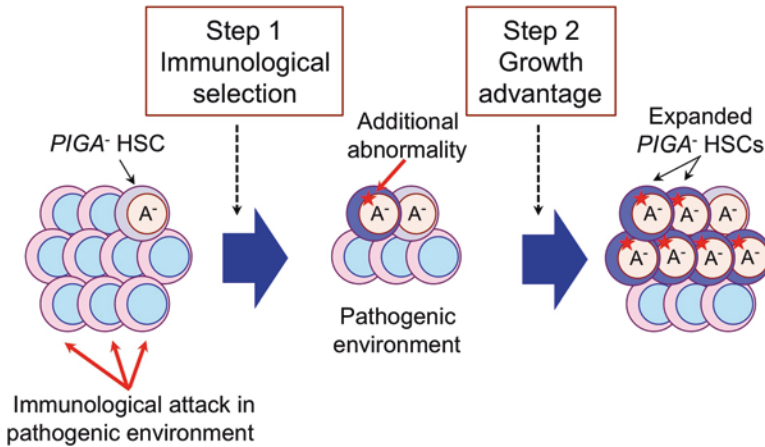 Step 1
Immunological
selection
Step 2
Growth
advantage
PIGA⁻ HSC
Additional
abnormality
Expanded
PIGA⁻ HSCs
A⁻
A⁻ A⁻
A⁻ A⁻
A⁻ A⁻ A⁻ A⁻
Pathogenic
environment
Immunological attack in
pathogenic environment